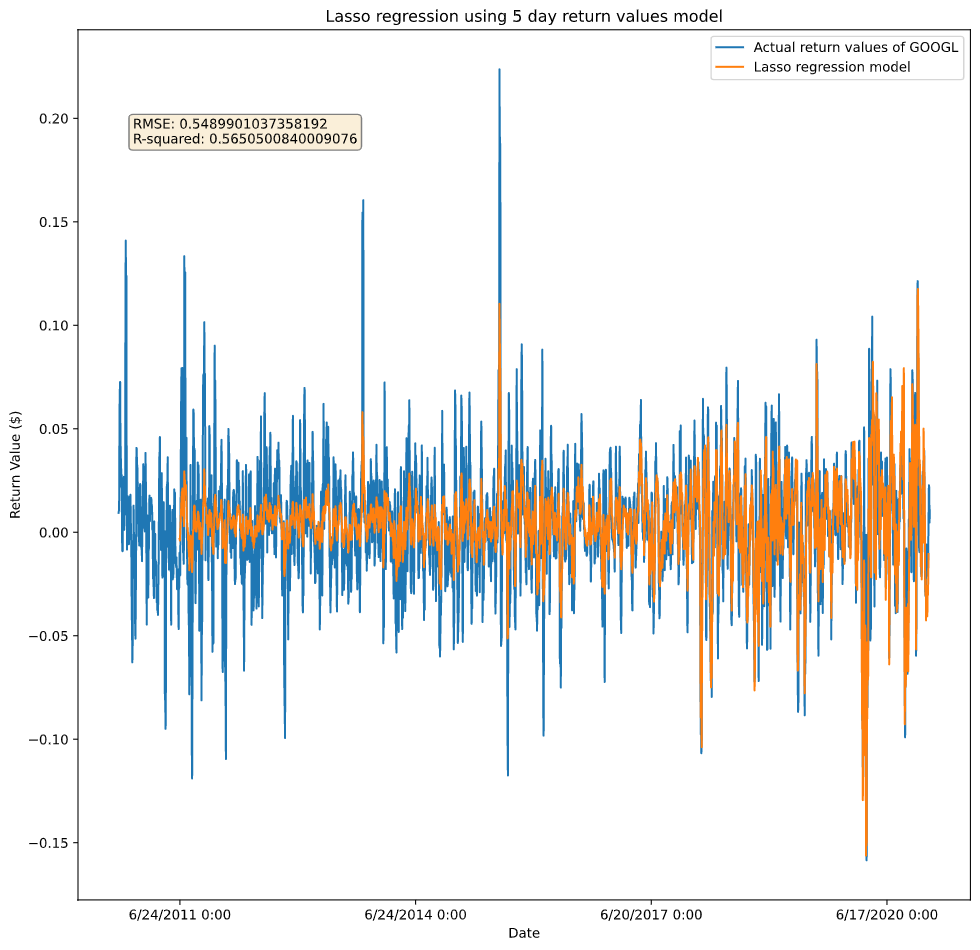 Lasso regression using 5 day return values model
Actual return values of GOOGL
Lasso regression model
RMSE: 0.5489901037358192
R-squared: 0.5650500840009076
0.20
0.15
0.10
0.05
0.00
−0.05
−0.10
−0.15
Return Value ($)
6/24/2011 0:00
6/24/2014 0:00
6/20/2017 0:00
6/17/2020 0:00
Date